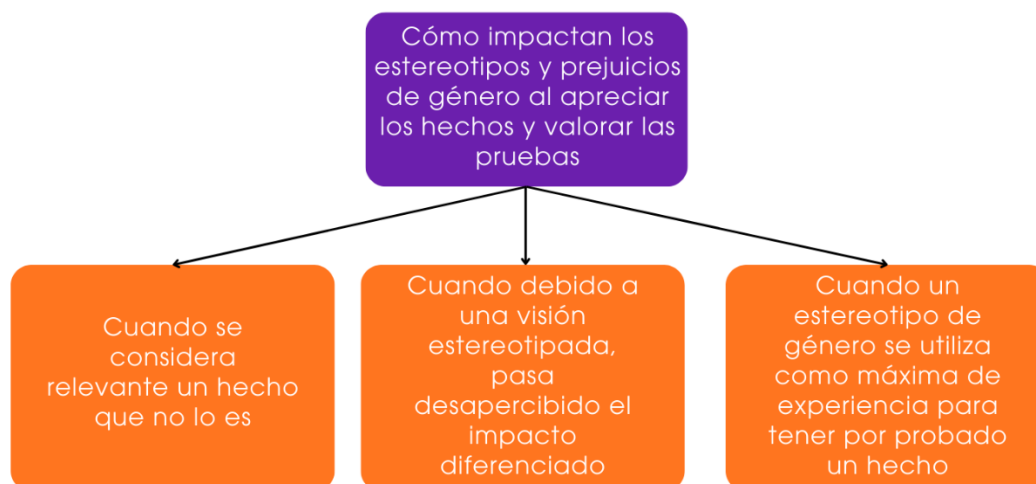 Cómo impactan los
estereotipos y prejuicios
de género al apreciar
los hechos y valorar las
pruebas
Cuando se
considera
relevante un hecho
que no lo es
Cuando debido a
una visión
estereotipada,
pasa
desapercibido el
impacto
diferenciado
Cuando un
estereotipo de
género se utiliza
como máxima de
experiencia para
tener por probado
un hecho